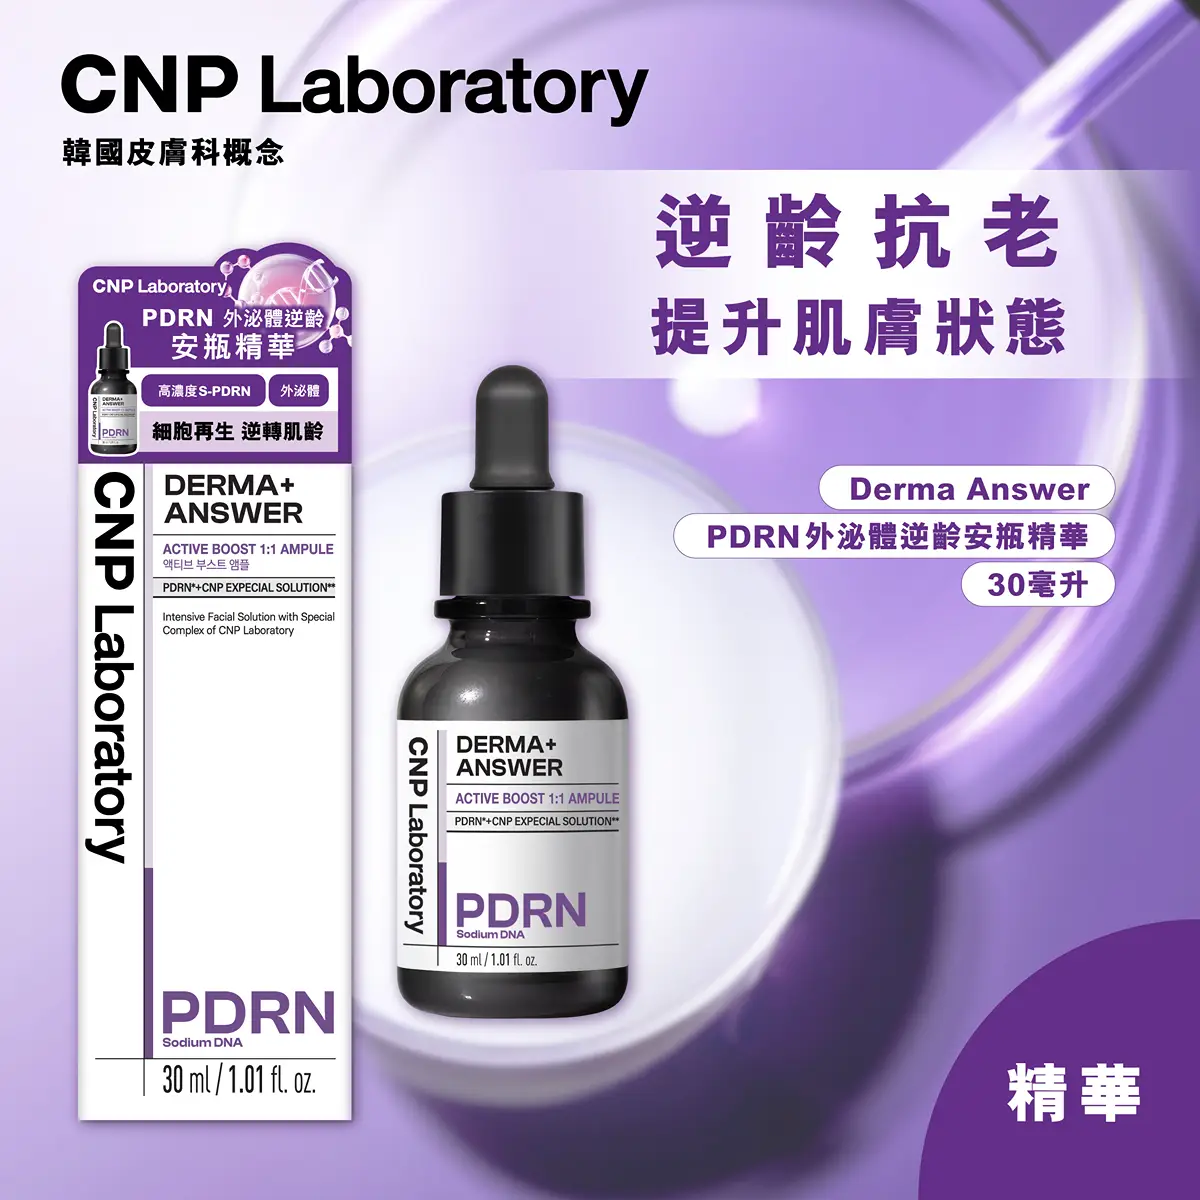 CNP Laboratory
韓國皮膚科概念
逆齡抗老
提升肌膚狀態
Derma Answer
PDRN外泌體逆齡安瓶精華
30毫升
CNP Laboratory
PDRN 外泌體逆齡
安瓶精華
高濃度S-PDRN
外泌體
細胞再生 逆轉肌齡
DERMA+
ANSWER
PDRN
CNP Laboratory
CNP Laboratory
DERMA+
ANSWER
ACTIVE BOOST 1:1 AMPULE
액티브 부스트 앰플
PDRN*+CNP EXPECIAL SOLUTION**
Intensive Facial Solution with Special
Complex of CNP Laboratory
PDRN
Sodium DNA
30 ml / 1.01 fl. oz.
CNP Laboratory
DERMA+
ANSWER
ACTIVE BOOST 1:1 AMPULE
PDRN*+CNP EXPECIAL SOLUTION**
PDRN
Sodium DNA
30 ml / 1.01 fl. oz.
精華